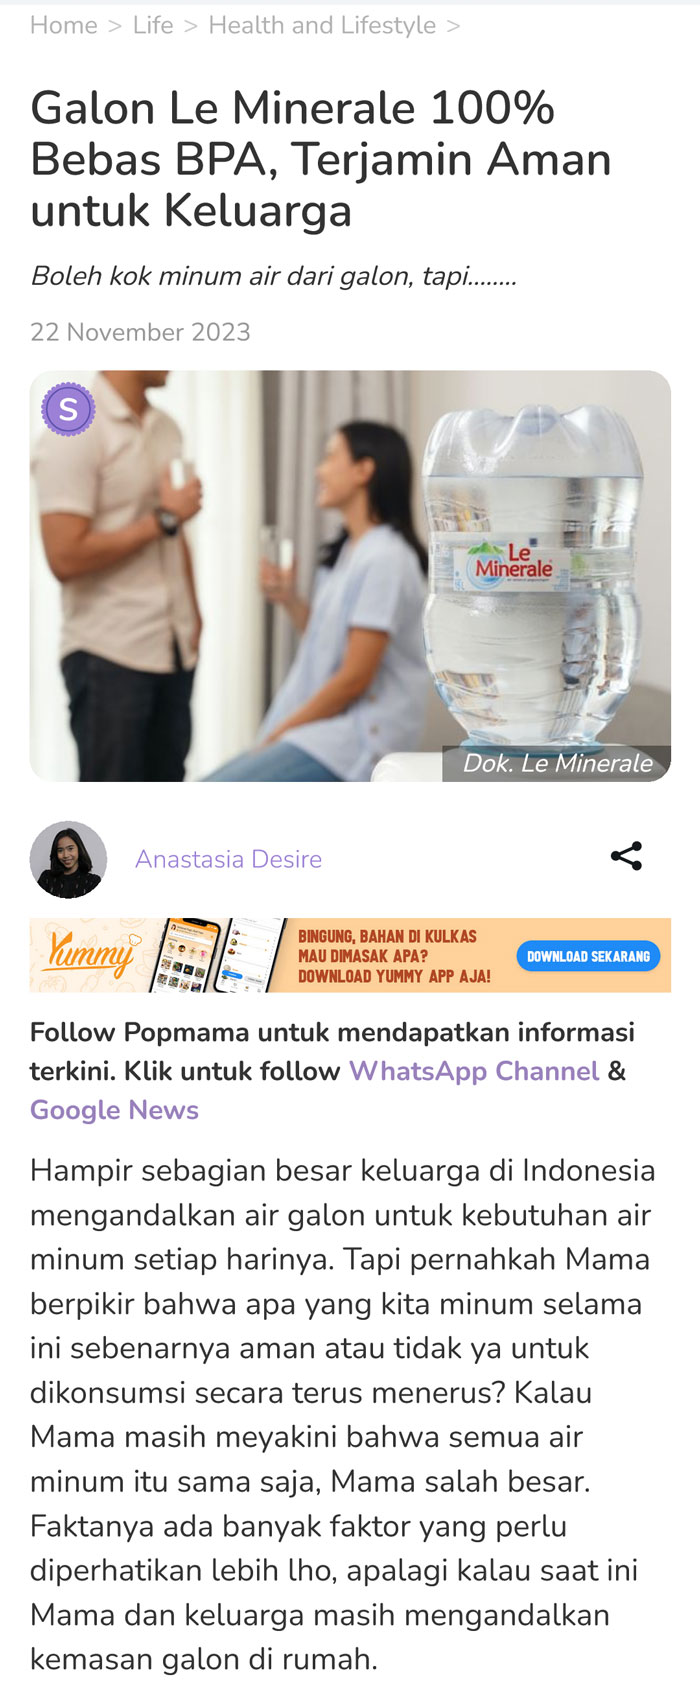 Home > Life > Health and Lifestyle >
Galon Le Minerale 100%
Bebas BPA, Terjamin Aman
untuk Keluarga
Boleh kok minum air dari galon, tapi........
22 November 2023
S
Le
Minerale
Dok. Le Minerale
Anastasia Desire
Yummy
BINGUNG, BAHAN DI KULKAS
MAU DIMASAK APA?
DOWNLOAD YUMMY APP AJA!
DOWNLOAD SEKARANG
Follow Popmama untuk mendapatkan informasi
terkini. Klik untuk follow WhatsApp Channel &
Google News
Hampir sebagian besar keluarga di Indonesia
mengandalkan air galon untuk kebutuhan air
minum setiap harinya. Tapi pernahkah Mama
berpikir bahwa apa yang kita minum selama
ini sebenarnya aman atau tidak ya untuk
dikonsumsi secara terus menerus? Kalau
Mama masih meyakini bahwa semua air
minum itu sama saja, Mama salah besar.
Faktanya ada banyak faktor yang perlu
diperhatikan lebih lho, apalagi kalau saat ini
Mama dan keluarga masih mengandalkan
kemasan galon di rumah.